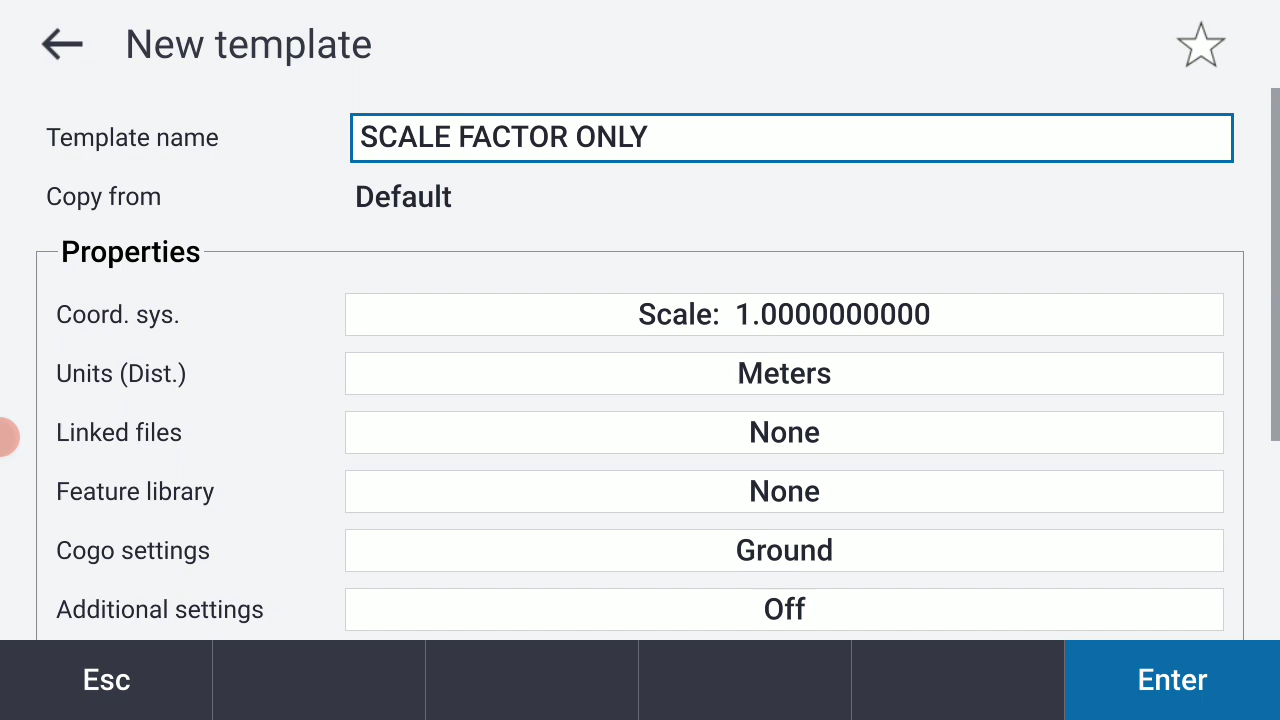 New template
Template name SCALE FACTOR ONLY
Copy from Default
Properties
Coord. sys. Scale: 1.0000000000
Units (Dist.) Meters
Linked files None
Feature library None
Cogo settings Ground
Additional settings Off
Esc Enter